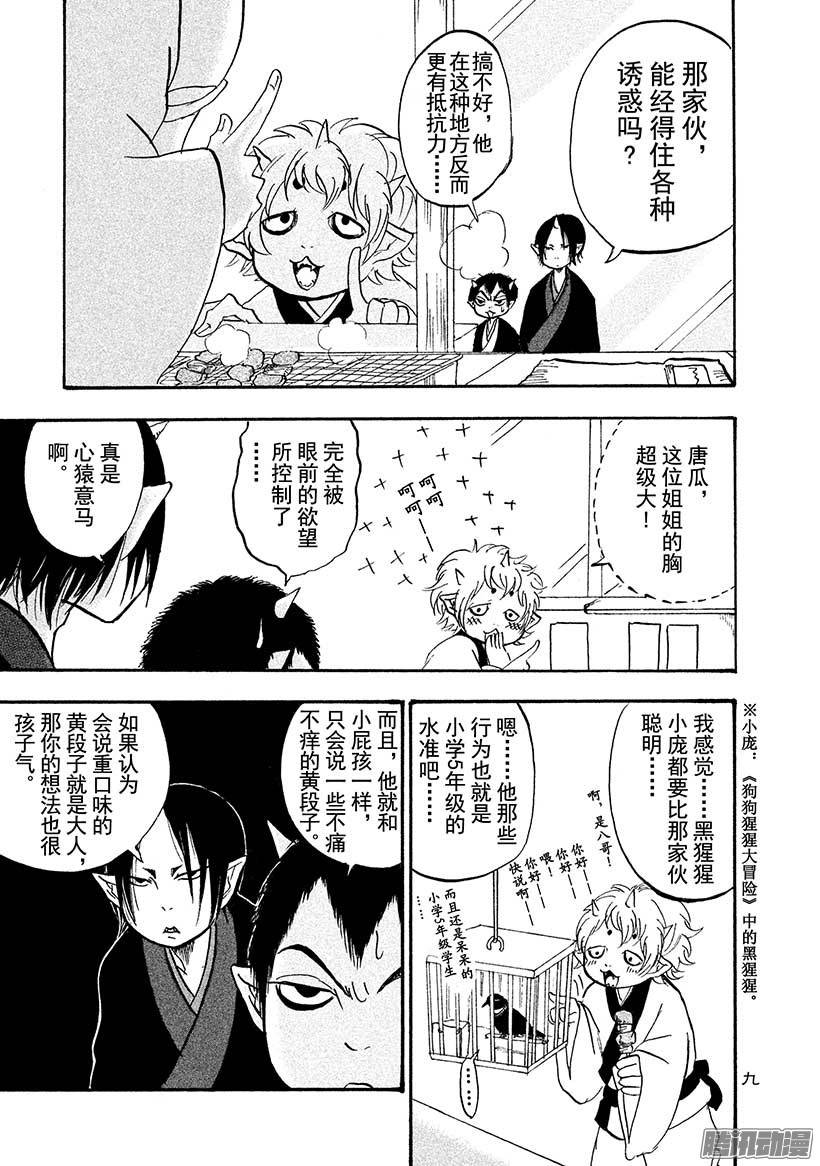 那家伙，
能经得住各种
诱惑吗？
搞不好，他
在这种地方反而
更有抵抗力
……
唐瓜，
这位姐姐的胸
超级大！
呵呵
呵呵——
完全被
眼前的欲望
所控制了
……
真是
心猿意马
啊。
我感觉……黑猩猩
小庞都要比那家伙
聪明……
嗯……他那些
行为也就是
小学5年级的
水准吧……
啊，是八哥！
你好——
你好——
喂！
你好——
快说啊——
而且还是呆呆的
小学5年级学生
……
……
※小庞：《狗狗猩猩大冒险》中的黑猩猩。
而且，他就和
小屁孩一样，
只会说一些不痛
不痒的黄段子。
如果认为
会说重口味的
黄段子就是大人，
那你的想法也很
孩子气。
九
腾讯动漫